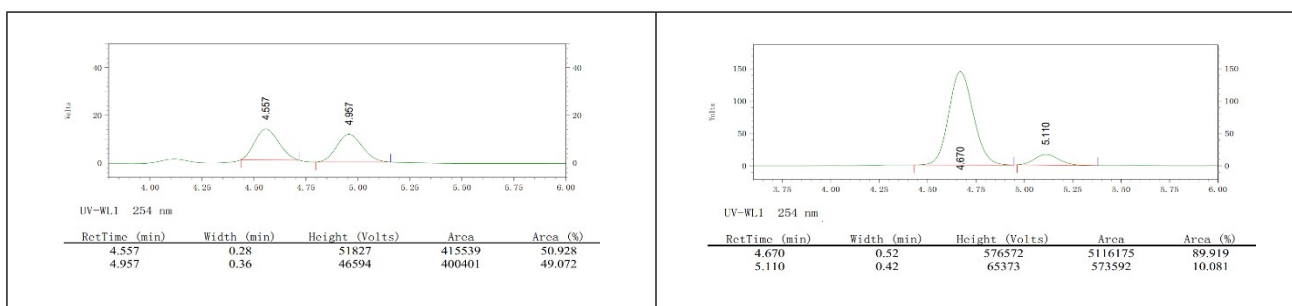 40
20
0
Volts
4.557
4.957
40
20
0
4.00 4.25 4.50 4.75 5.00 5.25 5.50 5.75 6.00
UV-WL1 254 nm
RetTime (min) Width (min) Height (Volts) Area Area (%)
4.557 0.28 51827 415539 50.928
4.957 0.36 46594 400401 49.072
150
100
50
0
Volts
4.670
5.110
150
100
50
0
3.75 4.00 4.25 4.50 4.75 5.00 5.25 5.50 5.75 6.00
UV-WL1 254 nm
RetTime (min) Width (min) Height (Volts) Area Area (%)
4.670 0.52 576572 5116175 89.919
5.110 0.42 65373 573592 10.081